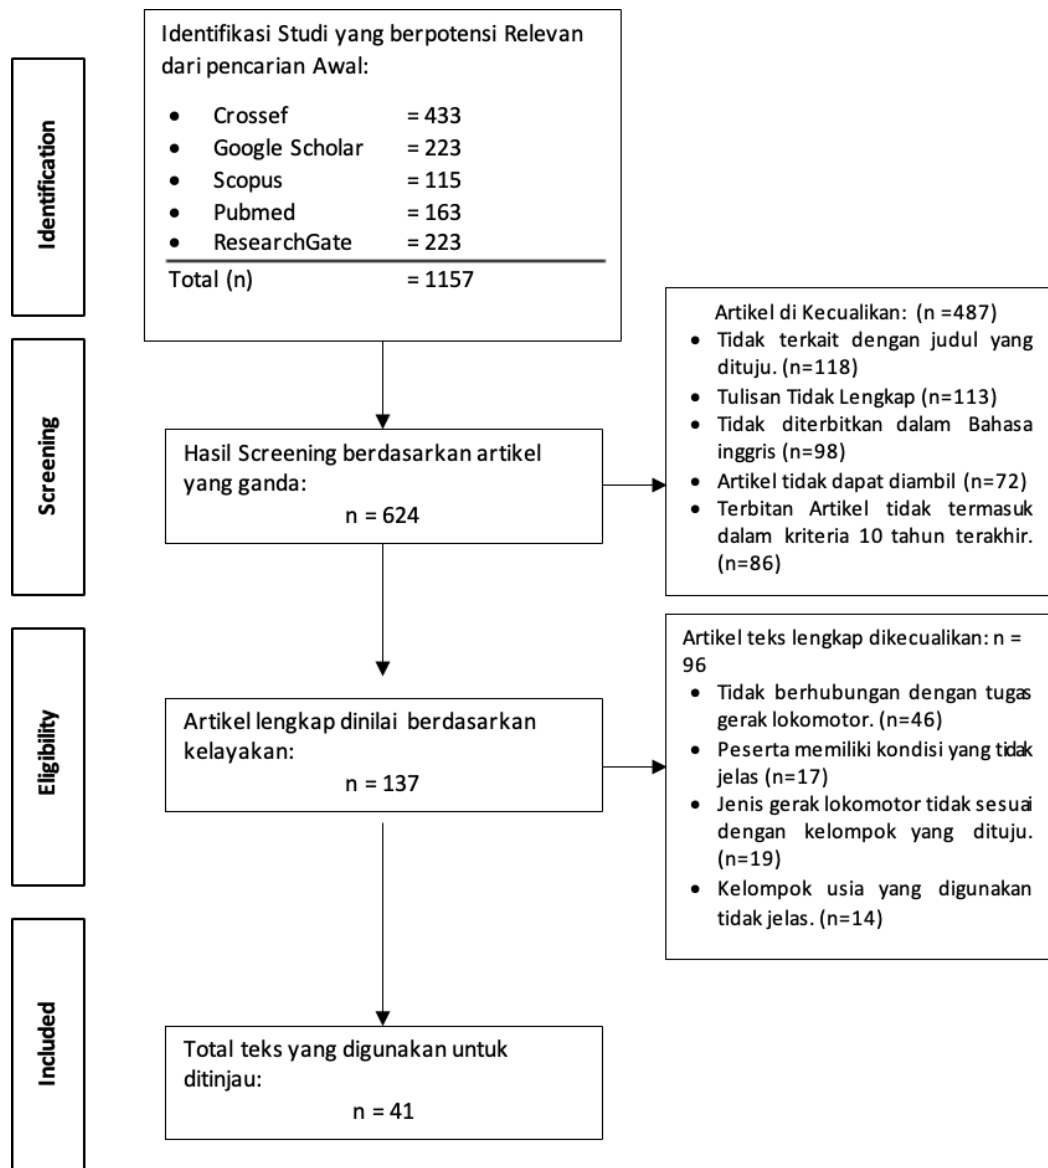 Identification
Identifikasi Studi yang berpotensi Relevan
dari pencarian Awal:
• Crossef = 433
• Google Scholar = 223
• Scopus = 115
• Pubmed = 163
• ResearchGate = 223
Total (n) = 1157
Screening
Hasil Screening berdasarkan artikel
yang ganda:
n = 624
Artikel di Kecualikan: (n =487)
• Tidak terkait dengan judul yang
dituju. (n=118)
• Tulisan Tidak Lengkap (n=113)
• Tidak diterbitkan dalam Bahasa
inggris (n=98)
• Artikel tidak dapat diambil (n=72)
• Terbitan Artikel tidak termasuk
dalam kriteria 10 tahun terakhir.
(n=86)
Eligibility
Artikel lengkap dinilai berdasarkan
kelayakan:
n = 137
Artikel teks lengkap dikecualikan: n =
96
• Tidak berhubungan dengan tugas
gerak lokomotor. (n=46)
• Peserta memiliki kondisi yang tidak
jelas (n=17)
• Jenis gerak lokomotor tidak sesuai
dengan kelompok yang dituju.
(n=19)
• Kelompok usia yang digunakan
tidak jelas. (n=14)
Included
Total teks yang digunakan untuk
ditinjau:
n = 41